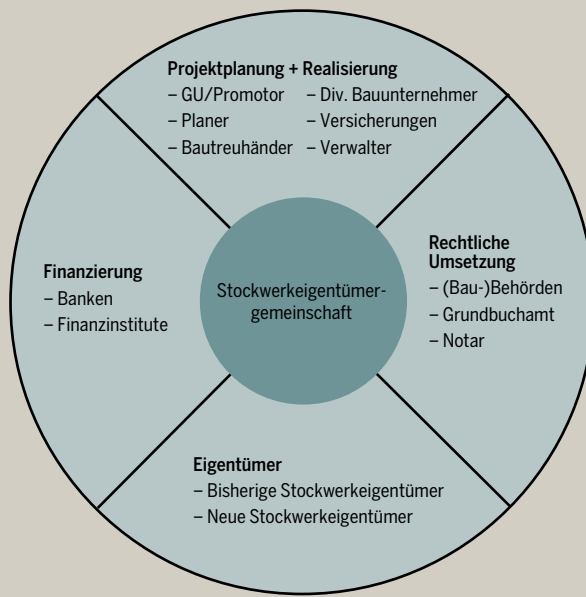 Projektplanung + Realisierung
– GU/Promotor – Div. Bauunternehmer
– Planer – Versicherungen
– Bautreuhänder – Verwalter
Finanzierung
– Banken
– Finanzinstitute
Stockwerkeigentümer-
gemeinschaft
Rechtliche
Umsetzung
– (Bau-)Behörden
– Grundbuchamt
– Notar
Eigentümer
– Bisherige Stockwerkeigentümer
– Neue Stockwerkeigentümer